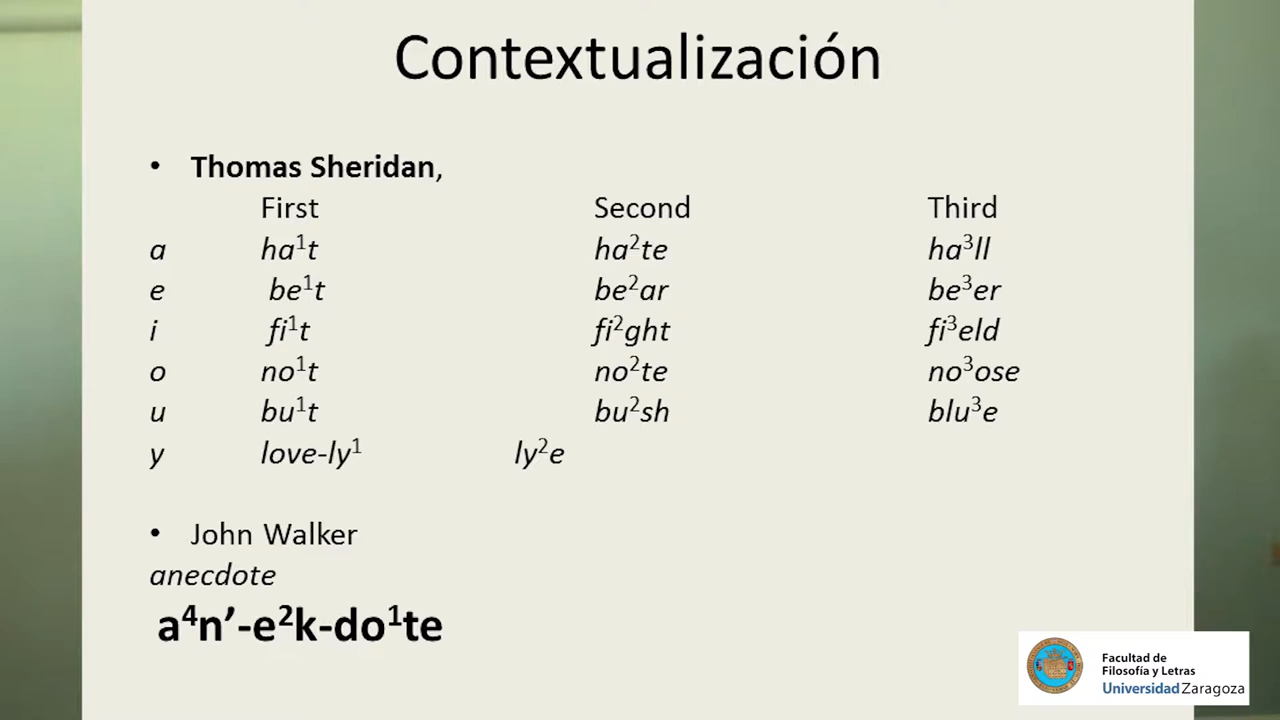 Contextualización
• Thomas Sheridan,
First Second Third
a ha¹t ha²te ha³ll
e be¹t be²ar be³er
i fi¹t fi²ght fi³eld
o no¹t no²te no³ose
u bu¹t bu²sh blu³e
y love-ly¹ ly²e
• John Walker
anecdote
a⁴n’-e²k-do¹te
Facultad de
Filosofía y Letras
Universidad Zaragoza